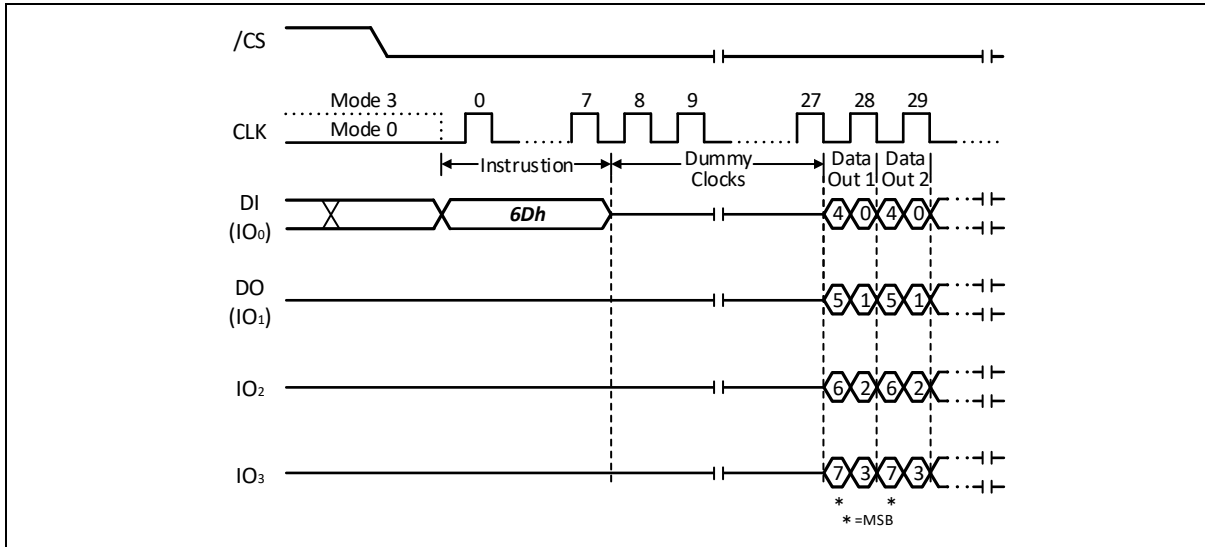 /CS
Mode 3 0 7 8 9 27 28 29
CLK Mode 0
Instrustion Dummy Clocks Data Out 1 Data Out 2
DI (IO0) 6Dh 4 0 4 0
DO (IO1) 5 1 5 1
IO2 6 2 6 2
IO3 7 3 7 3
* *
* =MSB